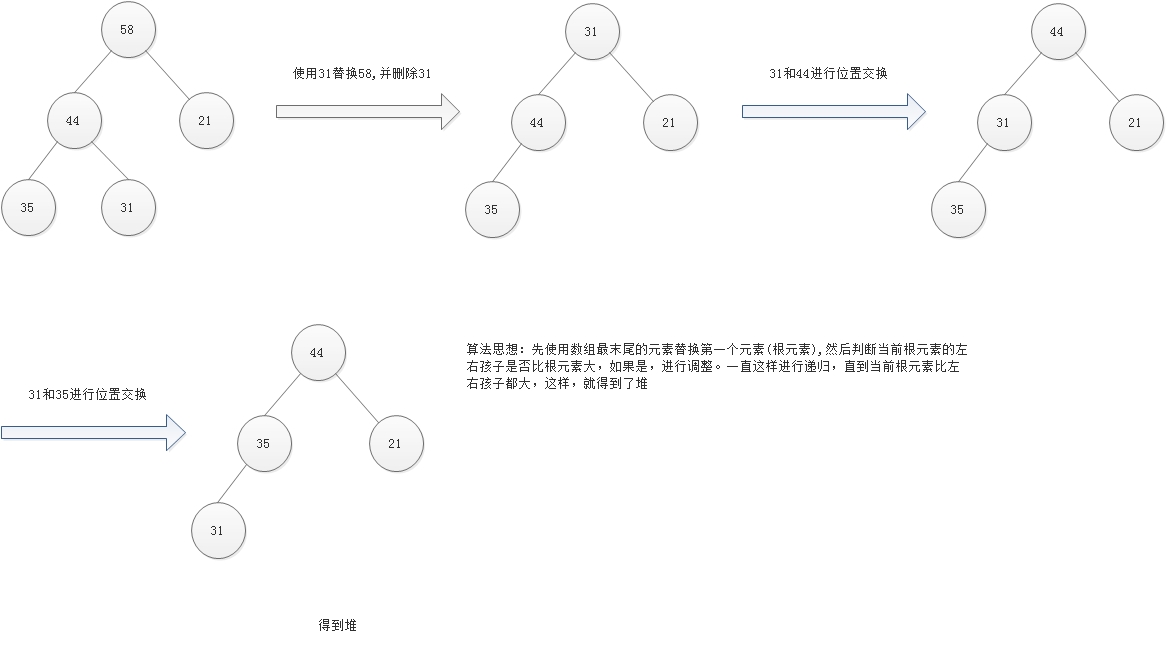 58
44
21
35
31
使用31替换58,并删除31
31
44
21
35
31和44进行位置交换
44
31
21
35
31和35进行位置交换
44
35
21
31
算法思想：先使用数组最末尾的元素替换第一个元素(根元素),然后判断当前根元素的左
右孩子是否比根元素大，如果是，进行调整。一直这样进行递归，直到当前根元素比左
右孩子都大，这样，就得到了堆
得到堆